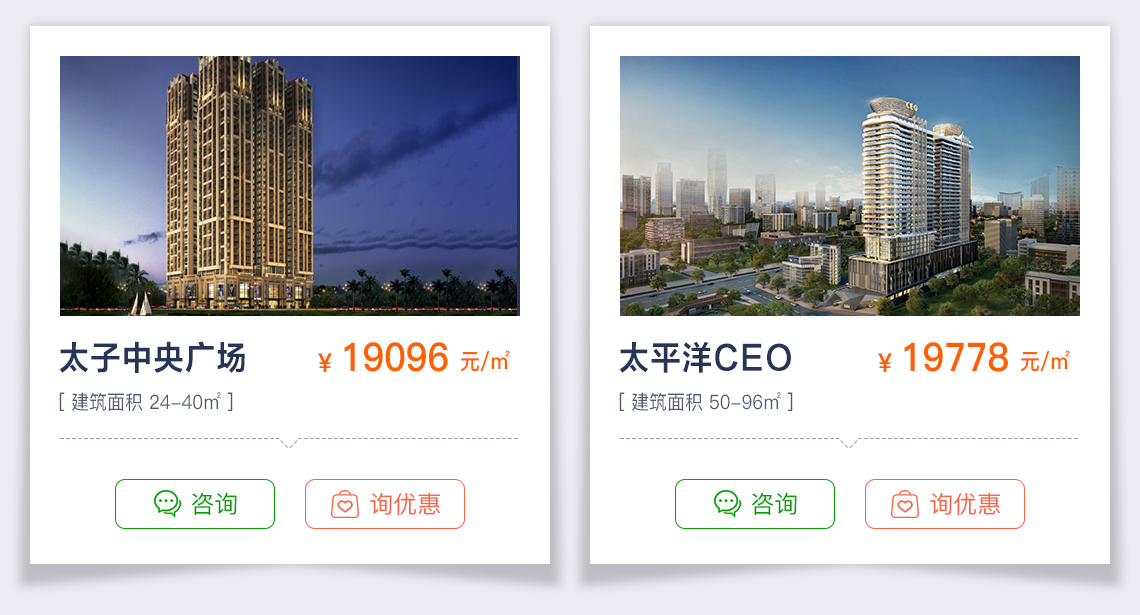 CEO
太子中央广场 ¥ 19096 元/㎡
[ 建筑面积 24-40㎡ ]
咨询 询优惠
太平洋CEO ¥ 19778 元/㎡
[ 建筑面积 50-96㎡ ]
咨询 询优惠